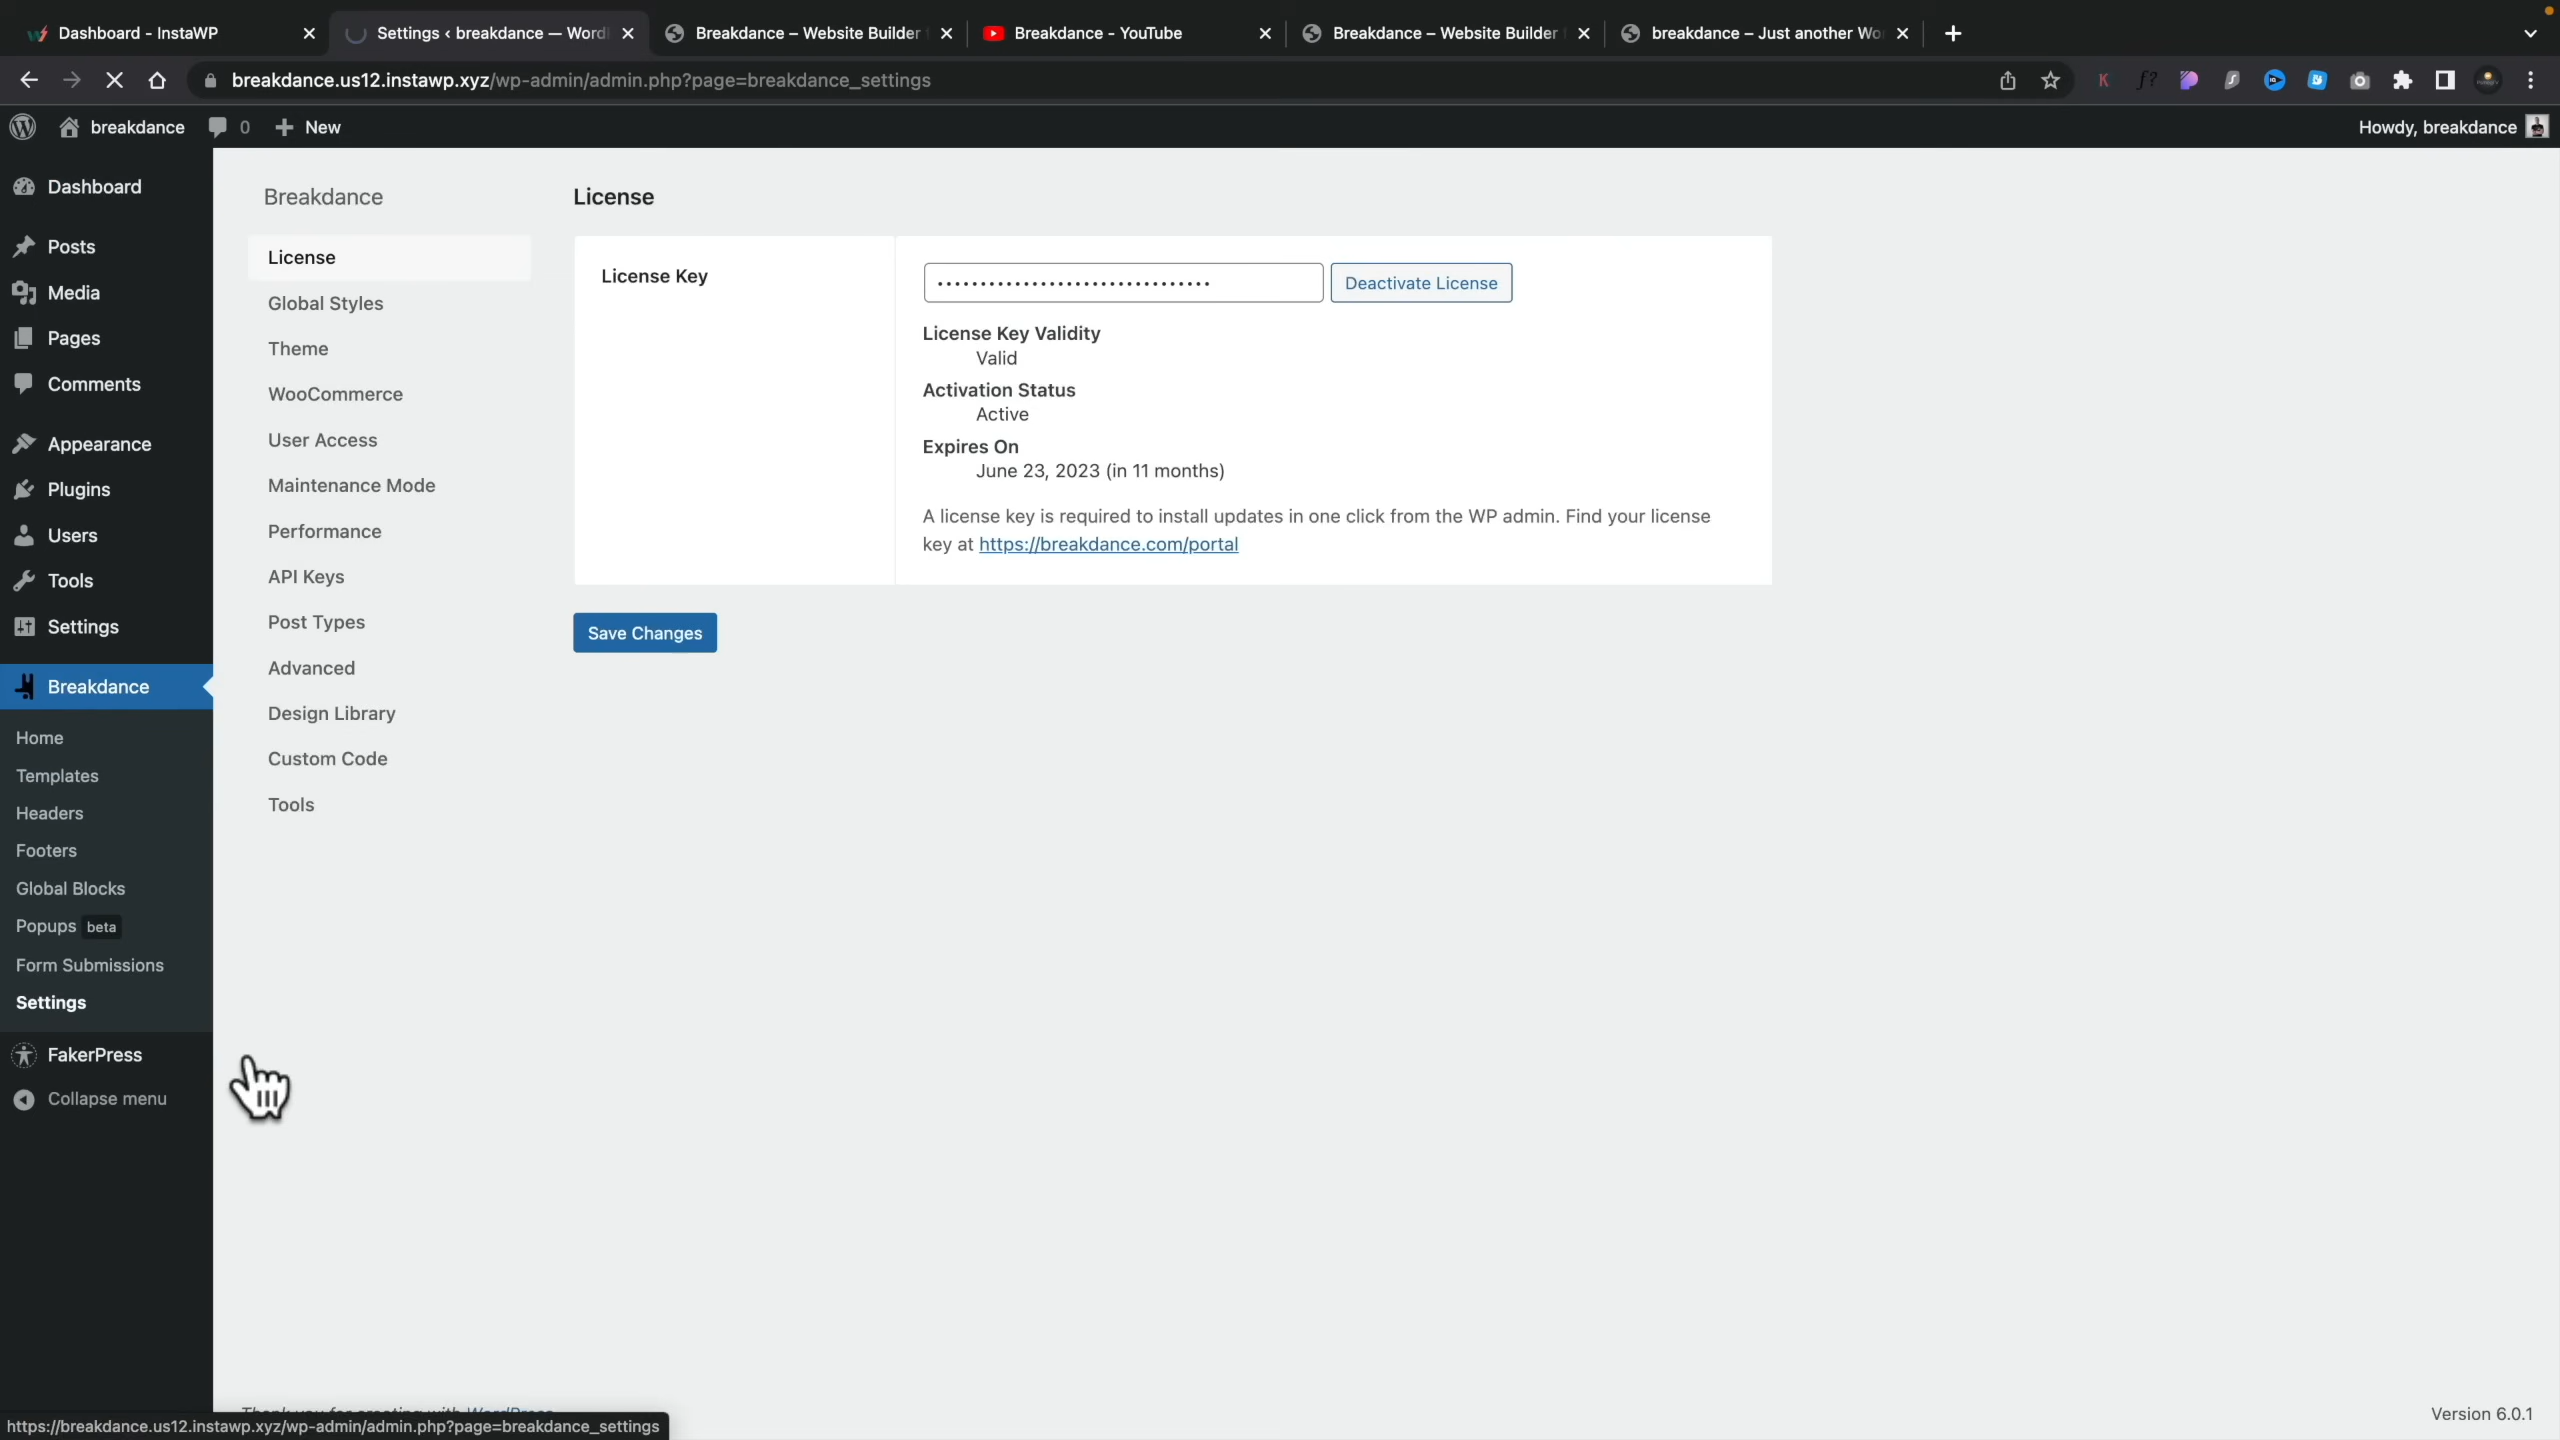 Dashboard - InstaWP
Settings ‹ breakdance — Word
Breakdance – Website Builder
Breakdance - YouTube
Breakdance – Website Builder
breakdance – Just another Wo
breakdance.us12.instawp.xyz/wp-admin/admin.php?page=breakdance_settings
breakdance
0
New
Howdy, breakdance
Dashboard
Posts
Media
Pages
Comments
Appearance
Plugins
Users
Tools
Settings
Breakdance
Home
Templates
Headers
Footers
Global Blocks
Popups beta
Form Submissions
Settings
FakerPress
Collapse menu
Breakdance
License
Global Styles
Theme
WooCommerce
User Access
Maintenance Mode
Performance
API Keys
Post Types
Advanced
Design Library
Custom Code
Tools
License
License Key
Deactivate License
License Key Validity
Valid
Activation Status
Active
Expires On
June 23, 2023 (in 11 months)
A license key is required to install updates in one click from the WP admin. Find your license
key at https://breakdance.com/portal
Save Changes
Thank you for creating with WordPress
https://breakdance.us12.instawp.xyz/wp-admin/admin.php?page=breakdance_settings
Version 6.0.1